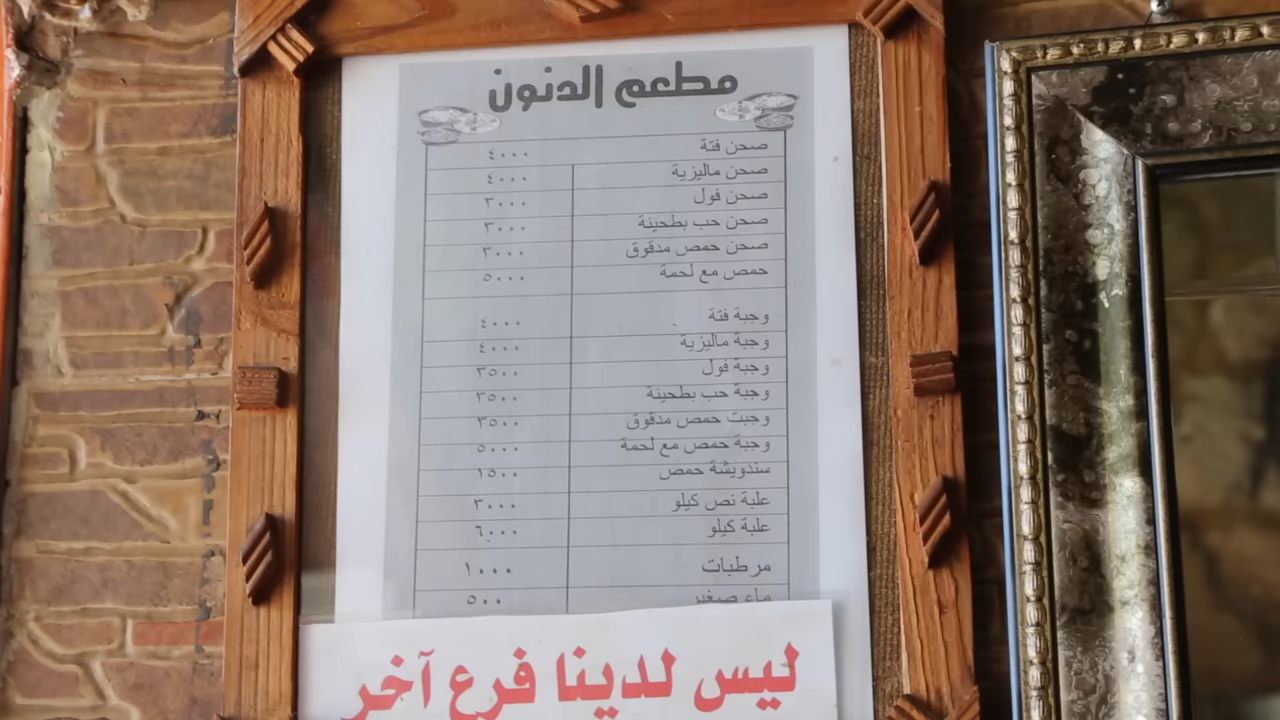 مطعم الدنون
صحن فتة ٤٠٠٠
صحن ماليزية ٤٠٠٠
صحن فول ٣٠٠٠
صحن حب بطحينة ٣٠٠٠
صحن حمص مدقوق ٣٠٠٠
حمص مع لحمة ٥٠٠٠
وجبة فتة ٤٠٠٠
وجبة ماليزية ٤٠٠٠
وجبة فول ٣٥٠٠
وجبة حب بطحينة ٣٥٠٠
وجبت حمص مدقوق ٣٥٠٠
وجبة حمص مع لحمة ٥٠٠٠
سندويشة حمص ١٥٠٠
علبة نص كيلو ٣٠٠٠
علبة كيلو ٦٠٠٠
مرطبات ١٠٠٠
ماء صغير ٥٠٠
ليس لدينا فرع آخر